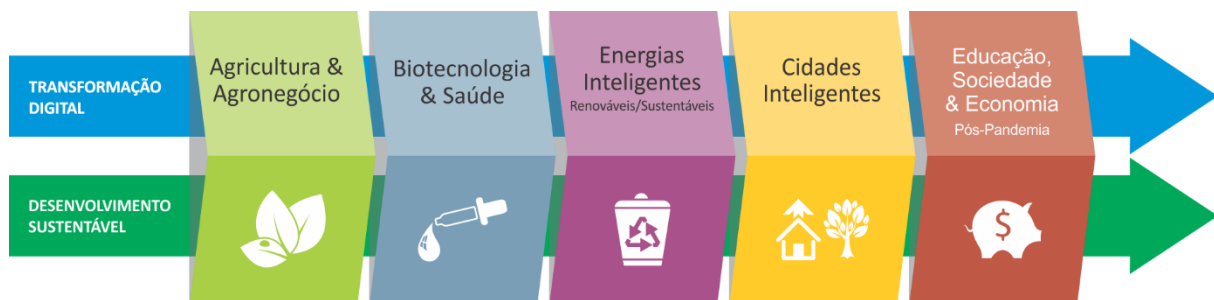 TRANSFORMAÇÃO
DIGITAL
Agricultura &
Agronegócio
Biotecnologia
& Saúde
Energias
Inteligentes
Renováveis/Sustentáveis
Cidades
Inteligentes
Educação,
Sociedade
& Economia
Pós-Pandemia
DESENVOLVIMENTO
SUSTENTÁVEL
$